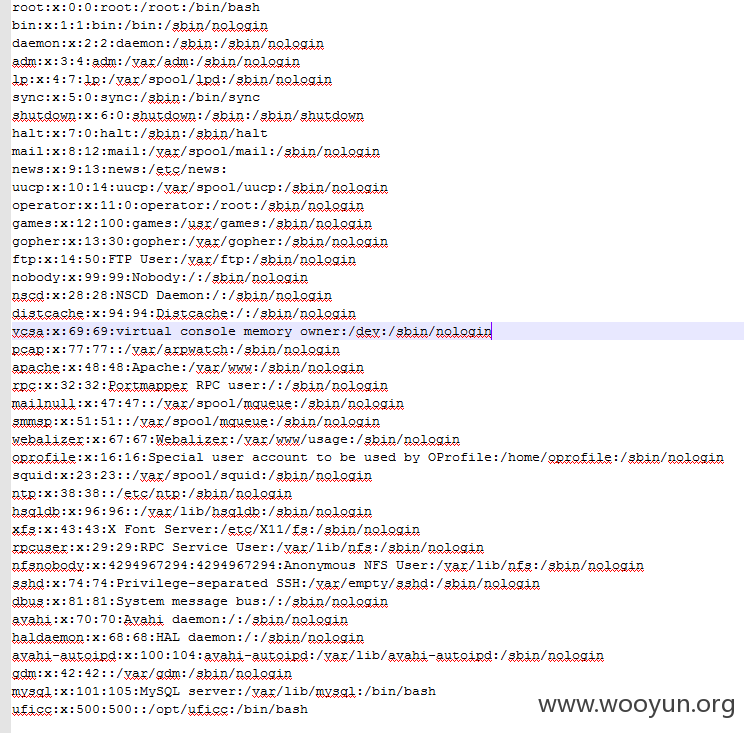 root:x:0:0:root:/root:/bin/bash
bin:x:1:1:bin:/bin:/sbin/nologin
daemon:x:2:2:daemon:/sbin:/sbin/nologin
adm:x:3:4:adm:/var/adm:/sbin/nologin
lp:x:4:7:lp:/var/spool/lpd:/sbin/nologin
sync:x:5:0:sync:/sbin:/bin/sync
shutdown:x:6:0:shutdown:/sbin:/sbin/shutdown
halt:x:7:0:halt:/sbin:/sbin/halt
mail:x:8:12:mail:/var/spool/mail:/sbin/nologin
news:x:9:13:news:/etc/news:
uucp:x:10:14:uucp:/var/spool/uucp:/sbin/nologin
operator:x:11:0:operator:/root:/sbin/nologin
games:x:12:100:games:/usr/games:/sbin/nologin
gopher:x:13:30:gopher:/var/gopher:/sbin/nologin
ftp:x:14:50:FTP User:/var/ftp:/sbin/nologin
nobody:x:99:99:Nobody:/:/sbin/nologin
nscd:x:28:28:NSCD Daemon:/:/sbin/nologin
distcache:x:94:94:Distcache:/:/sbin/nologin
vcsa:x:69:69:virtual console memory owner:/dev:/sbin/nologin
pcap:x:77:77::/var/arpwatch:/sbin/nologin
apache:x:48:48:Apache:/var/www:/sbin/nologin
rpc:x:32:32:Portmapper RPC user:/:/sbin/nologin
mailnull:x:47:47::/var/spool/mqueue:/sbin/nologin
smmsp:x:51:51::/var/spool/mqueue:/sbin/nologin
webalizer:x:67:67:Webalizer:/var/www/usage:/sbin/nologin
oprofile:x:16:16:Special user account to be used by OProfile:/home/oprofile:/sbin/nologin
squid:x:23:23::/var/spool/squid:/sbin/nologin
ntp:x:38:38::/etc/ntp:/sbin/nologin
hsqldb:x:96:96::/var/lib/hsqldb:/sbin/nologin
xfs:x:43:43:X Font Server:/etc/X11/fs:/sbin/nologin
rpcuser:x:29:29:RPC Service User:/var/lib/nfs:/sbin/nologin
nfsnobody:x:4294967294:4294967294:Anonymous NFS User:/var/lib/nfs:/sbin/nologin
sshd:x:74:74:Privilege-separated SSH:/var/empty/sshd:/sbin/nologin
dbus:x:81:81:System message bus:/:/sbin/nologin
avahi:x:70:70:Avahi daemon:/:/sbin/nologin
haldaemon:x:68:68:HAL daemon:/:/sbin/nologin
avahi-autoipd:x:100:104:avahi-autoipd:/var/lib/avahi-autoipd:/sbin/nologin
gdm:x:42:42::/var/gdm:/sbin/nologin
mysql:x:101:105:MySQL server:/var/lib/mysql:/bin/bash
uficc:x:500:500::/opt/uficc:/bin/bash
www.wooyun.org